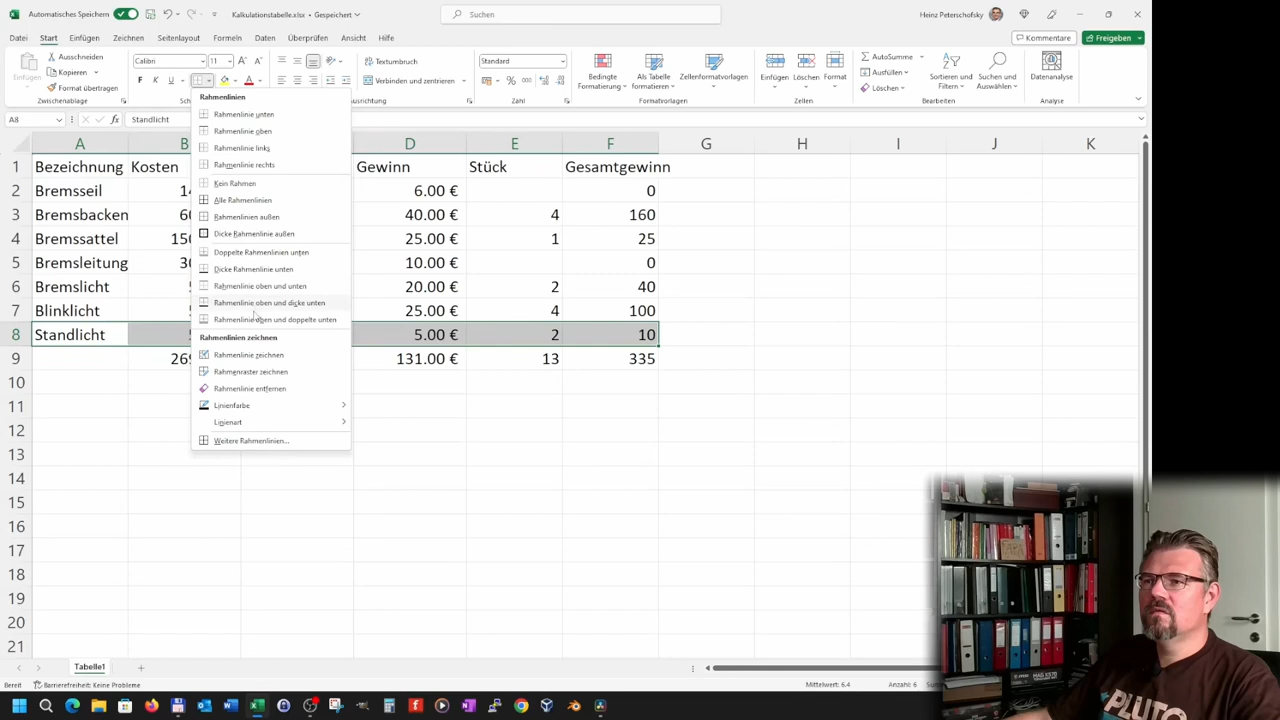 Automatisches Speichern
Kalkulationstabelle.xlsx • Gespeichert
Suchen
Heinz Peterschofsky
Datei Start Einfügen Zeichnen Seitenlayout Formeln Daten Überprüfen Ansicht Hilfe
Kommentare Freigeben
Einfügen
Ausschneiden
Kopieren
Format übertragen
Zwischenablage
Calibri 11
F K U
Textumbruch
Verbinden und zentrieren
Standard
Zahl
Bedingte Formatierung
Als Tabelle formatieren
Zellenformatvorlagen
Formatvorlagen
Einfügen Löschen Format
Zellen
AutoSumme
Ausfüllen
Löschen
Sortieren und Filtern
Suchen und Auswählen
Bearbeiten
Datenanalyse
Analyse
A8
Standlicht
Rahmenlinien
Rahmenlinie unten
Rahmenlinie oben
Rahmenlinie links
Rahmenlinie rechts
Kein Rahmen
Alle Rahmenlinien
Rahmenlinien außen
Dicke Rahmenlinie außen
Doppelte Rahmenlinien unten
Dicke Rahmenlinie unten
Rahmenlinie oben und unten
Rahmenlinie oben und dicke unten
Rahmenlinie oben und doppelte unten
Rahmenlinien zeichnen
Rahmenlinie zeichnen
Rahmenraster zeichnen
Rahmenlinie entfernen
Linienfarbe
Linienart
Weitere Rahmenlinien...
A B D E F G H I J K
1 Bezeichnung Kosten Gewinn Stück Gesamtgewinn
2 Bremsseil 6.00 € 0
3 Bremsbacken 40.00 € 4 160
4 Bremssattel 25.00 € 1 25
5 Bremsleitung 10.00 € 0
6 Bremslicht 20.00 € 2 40
7 Blinklicht 25.00 € 4 100
8 Standlicht 5.00 € 2 10
9 131.00 € 13 335
10
11
12
13
14
15
16
17
18
19
20
21
Tabelle1
Bereit Barrierefreiheit: Keine Probleme
Mittelwert: 6.4 Anzahl: 6
PLUTO